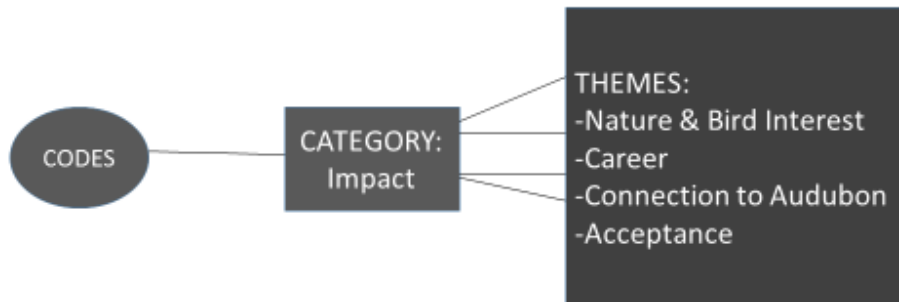 CODES
CATEGORY:
Impact
THEMES:
-Nature & Bird Interest
-Career
-Connection to Audubon
-Acceptance